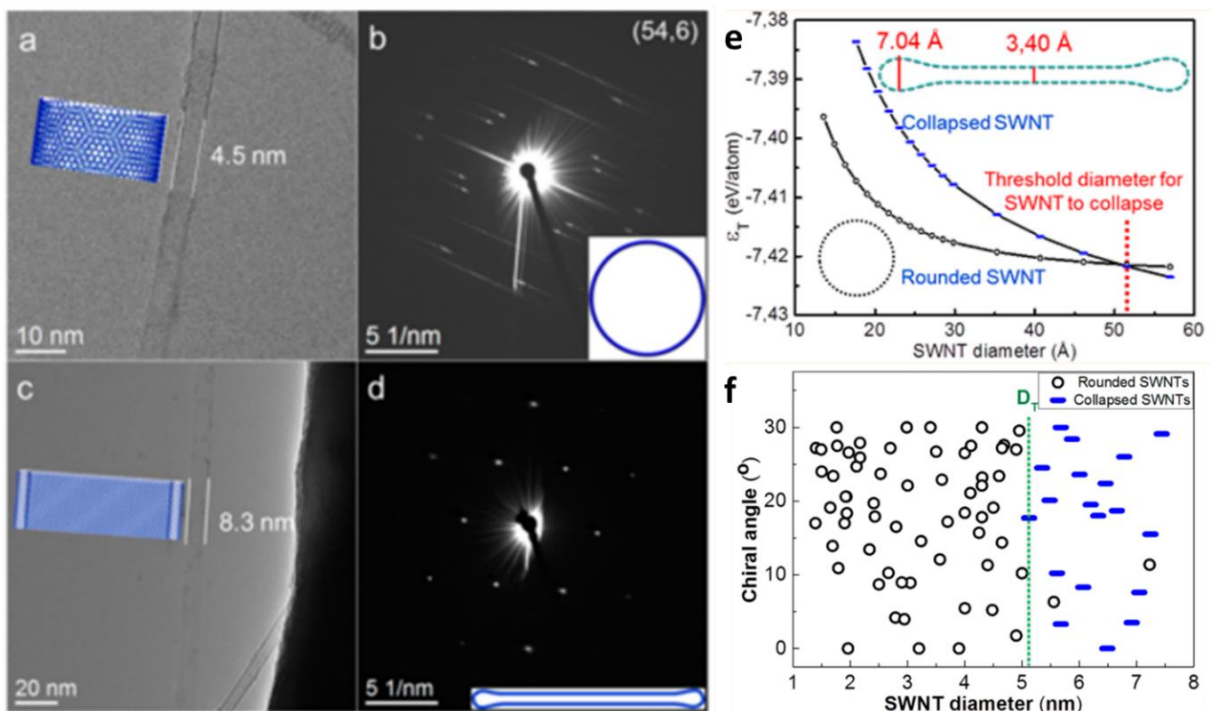 a
4.5 nm
10 nm
b
(54,6)
5 1/nm
c
8.3 nm
20 nm
d
5 1/nm
e
-7,38
-7,39
-7,40
-7,41
-7,42
-7,43
εT (eV/atom)
7.04 Å
3,40 Å
Collapsed SWNT
Threshold diameter for
SWNT to collapse
Rounded SWNT
10 20 30 40 50 60
SWNT diameter (Å)
f
Rounded SWNTs
Collapsed SWNTs
DT
30
20
10
0
Chiral angle (º)
1 2 3 4 5 6 7 8
SWNT diameter (nm)